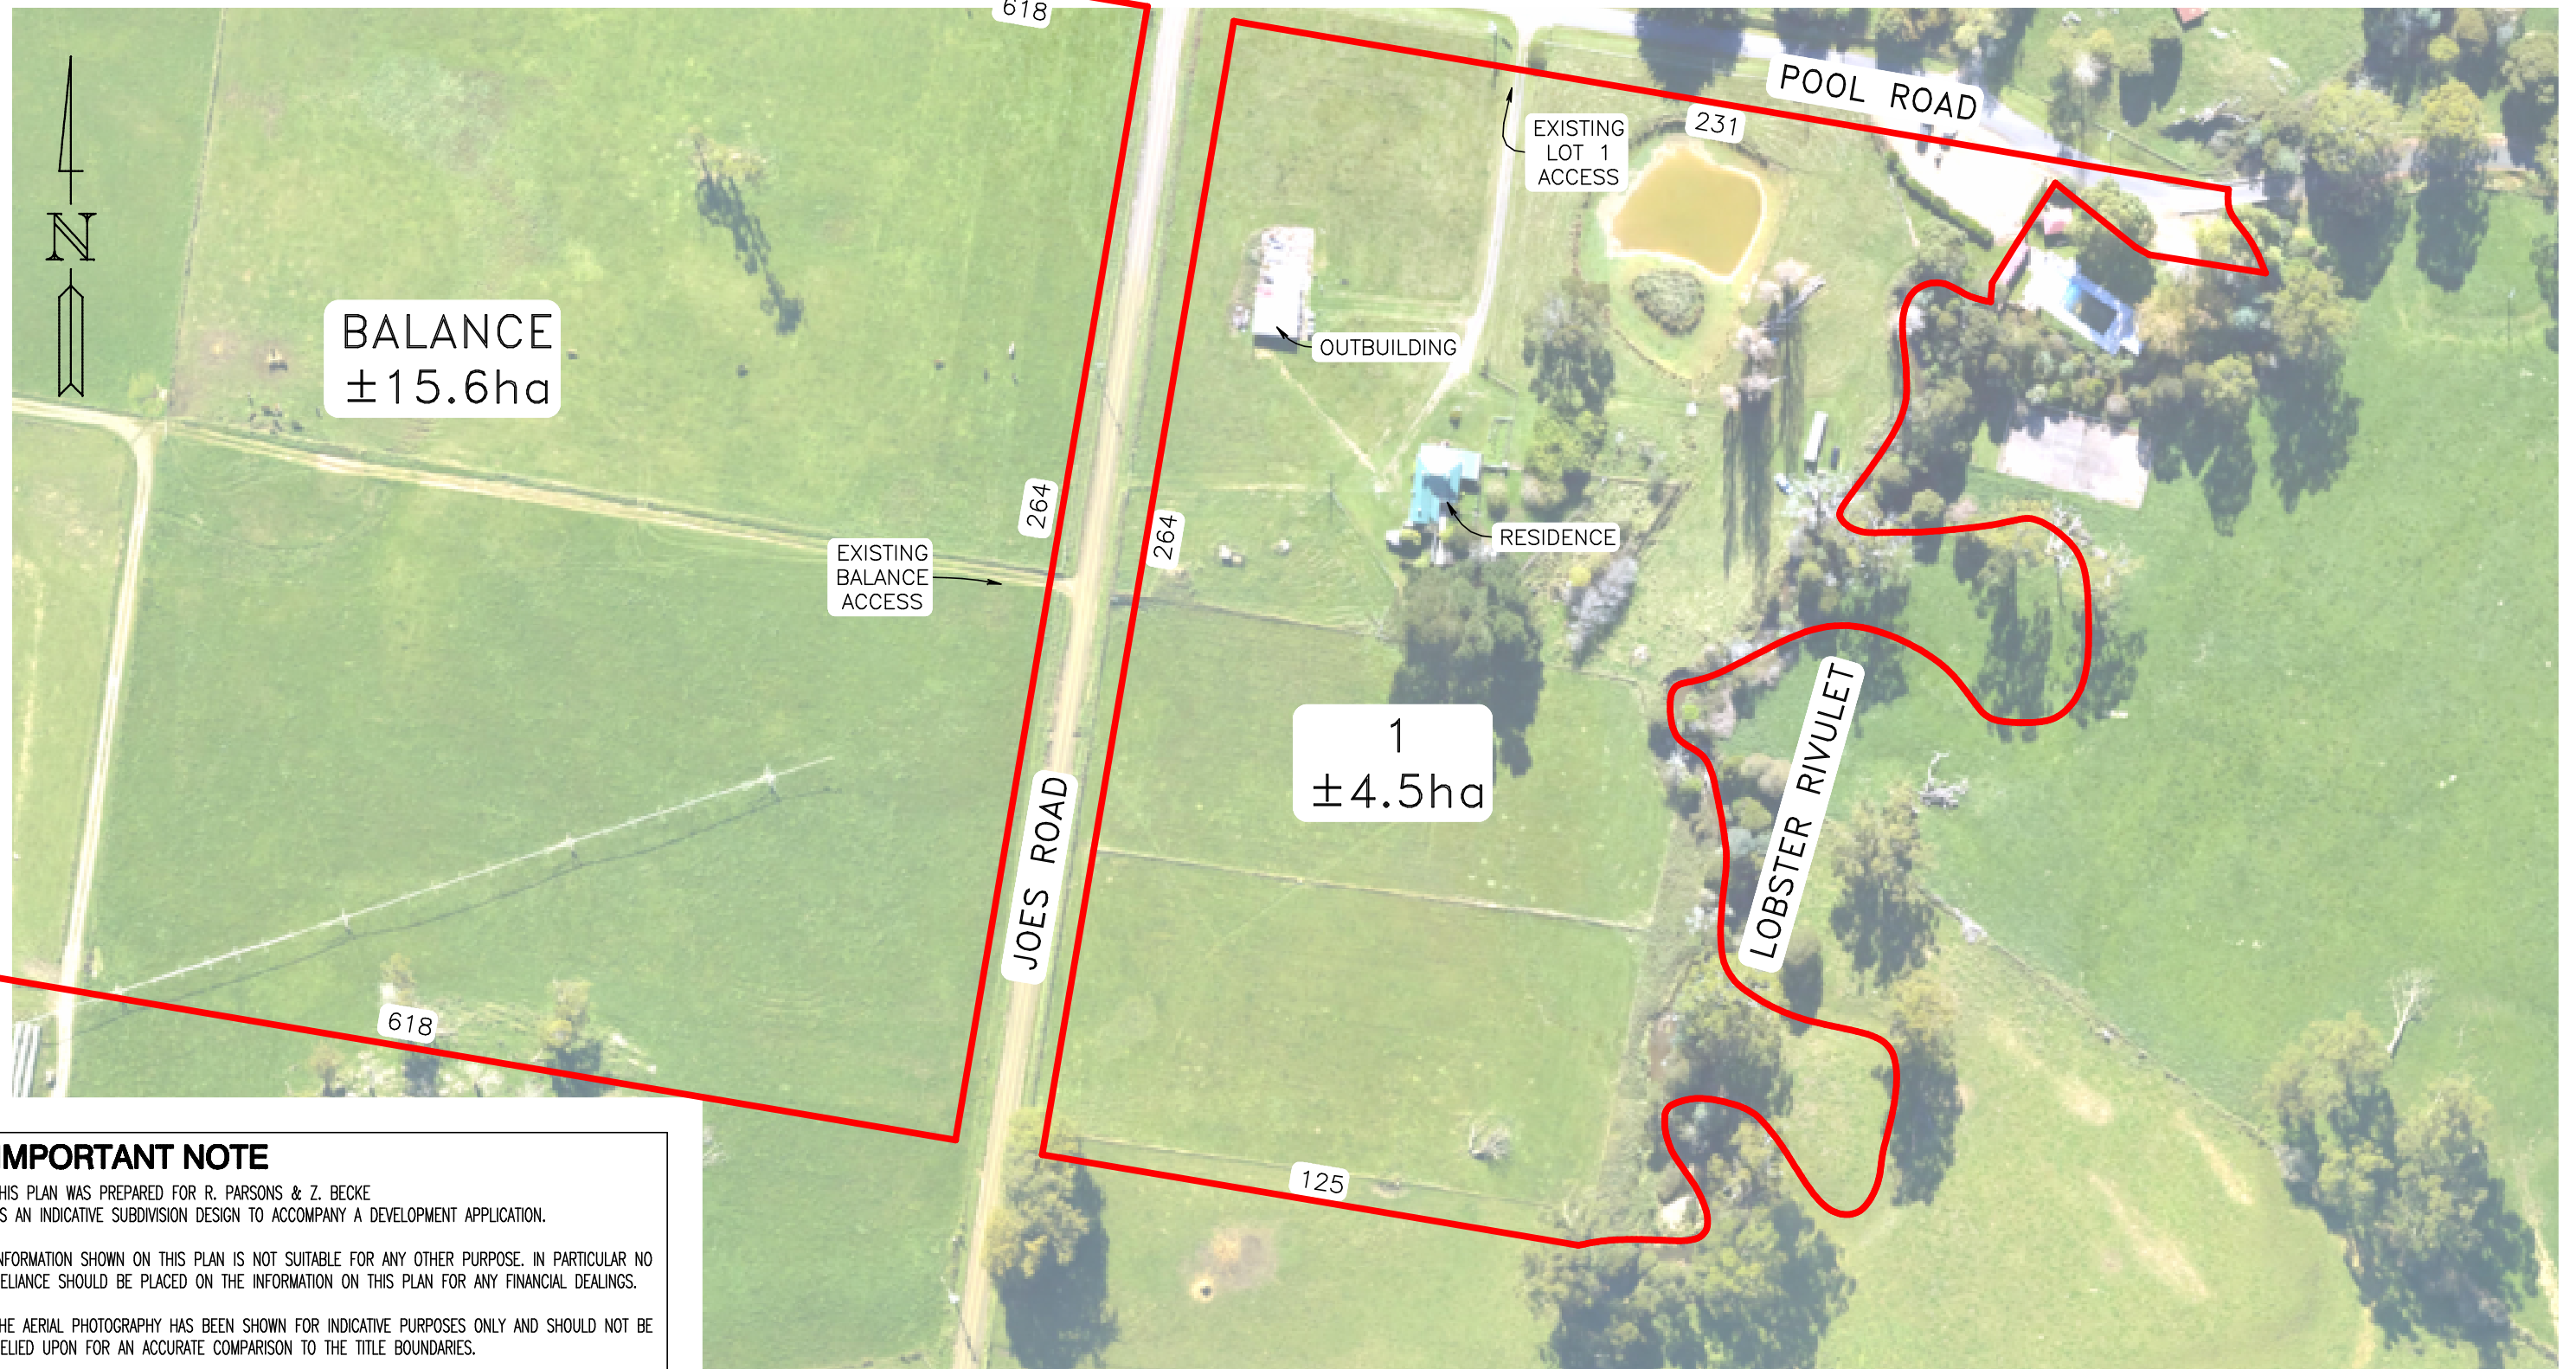 618
POOL ROAD
231
EXISTING
LOT 1
ACCESS
N
BALANCE
±15.6ha
OUTBUILDING
264
264
RESIDENCE
EXISTING
BALANCE
ACCESS
1
±4.5ha
LOBSTER RIVULET
JOES ROAD
618
125
IMPORTANT NOTE
HIS PLAN WAS PREPARED FOR R. PARSONS & Z. BECKE
S AN INDICATIVE SUBDIVISION DESIGN TO ACCOMPANY A DEVELOPMENT APPLICATION.
NFORMATION SHOWN ON THIS PLAN IS NOT SUITABLE FOR ANY OTHER PURPOSE. IN PARTICULAR NO
ELIANCE SHOULD BE PLACED ON THE INFORMATION ON THIS PLAN FOR ANY FINANCIAL DEALINGS.
HE AERIAL PHOTOGRAPHY HAS BEEN SHOWN FOR INDICATIVE PURPOSES ONLY AND SHOULD NOT BE
ELIED UPON FOR AN ACCURATE COMPARISON TO THE TITLE BOUNDARIES.